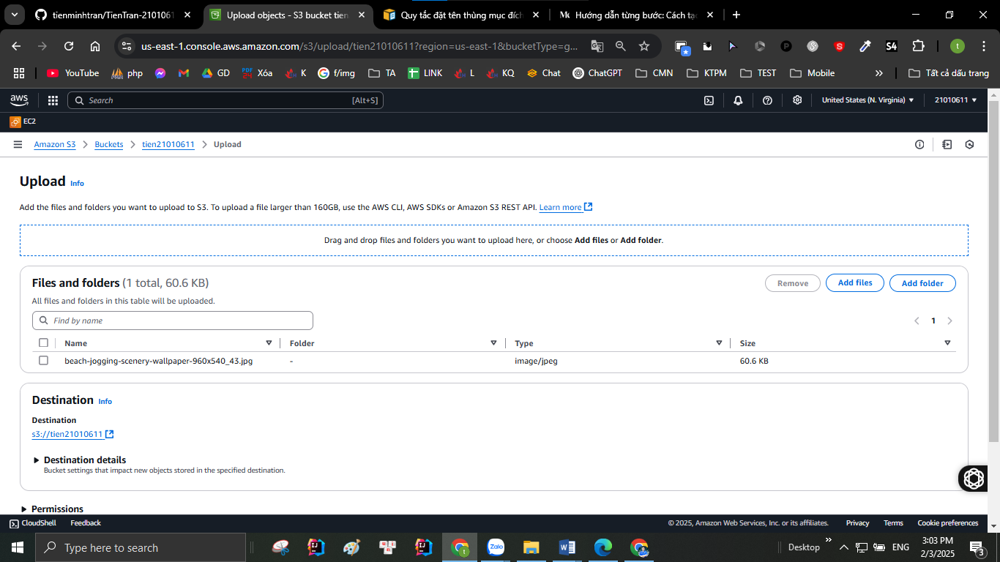 tienminhtran/TienTran-2101061
Upload objects - S3 bucket tien
Quy tắc đặt tên thùng mục đích
Hướng dẫn từng bước: Cách tạo
us-east-1.console.aws.amazon.com/s3/upload/tien21010611?region=us-east-1&bucketType=g...
S4
t
YouTube
php
GD
PDF 24
Xóa
K
f/img
TA
LINK
L
KQ
Chat
ChatGPT
CMN
KTPM
TEST
Mobile
Tất cả dấu trang
aws
Search
[Alt+S]
United States (N. Virginia)
21010611
EC2
Amazon S3
Buckets
tien21010611
Upload
Upload Info
Add the files and folders you want to upload to S3. To upload a file larger than 160GB, use the AWS CLI, AWS SDKs or Amazon S3 REST API. Learn more
Drag and drop files and folders you want to upload here, or choose Add files or Add folder.
Files and folders (1 total, 60.6 KB)
Remove
Add files
Add folder
All files and folders in this table will be uploaded.
Find by name
1
Name
Folder
Type
Size
beach-jogging-scenery-wallpaper-960x540_43.jpg
-
image/jpeg
60.6 KB
Destination Info
Destination
s3://tien21010611
Destination details
Bucket settings that impact new objects stored in the specified destination.
Permissions
CloudShell
Feedback
© 2025, Amazon Web Services, Inc. or its affiliates.
Privacy
Terms
Cookie preferences
Type here to search
Zalo
Desktop
ENG
3:03 PM
2/3/2025
3